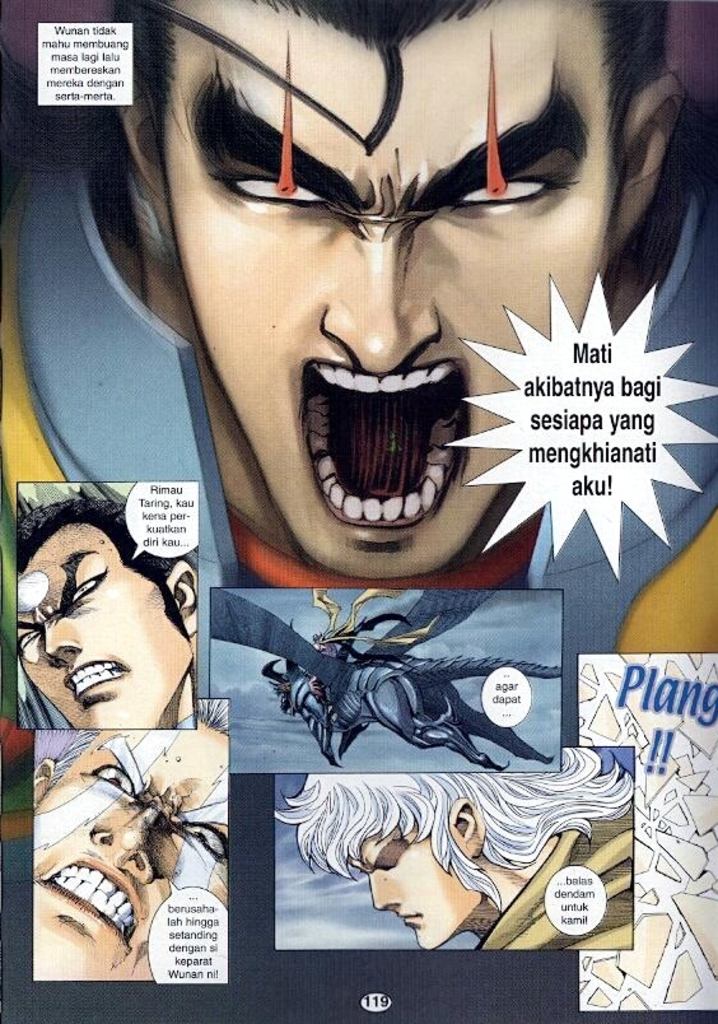 Wunan tidak
mahu membuang
masa lagi lalu
membereskan
mereka dengan
serta-merta.
Mati
akibatnya bagi
sesiapa yang
mengkhianati
aku!
Rimau
Taring, kau
kena per-
kuatkan
diri kau...
...
berusaha-
lah hingga
setanding
dengan si
keparat
Wunan ni!
..
agar
dapat
...
...balas
dendam
untuk
kami!
Plang
!!
119